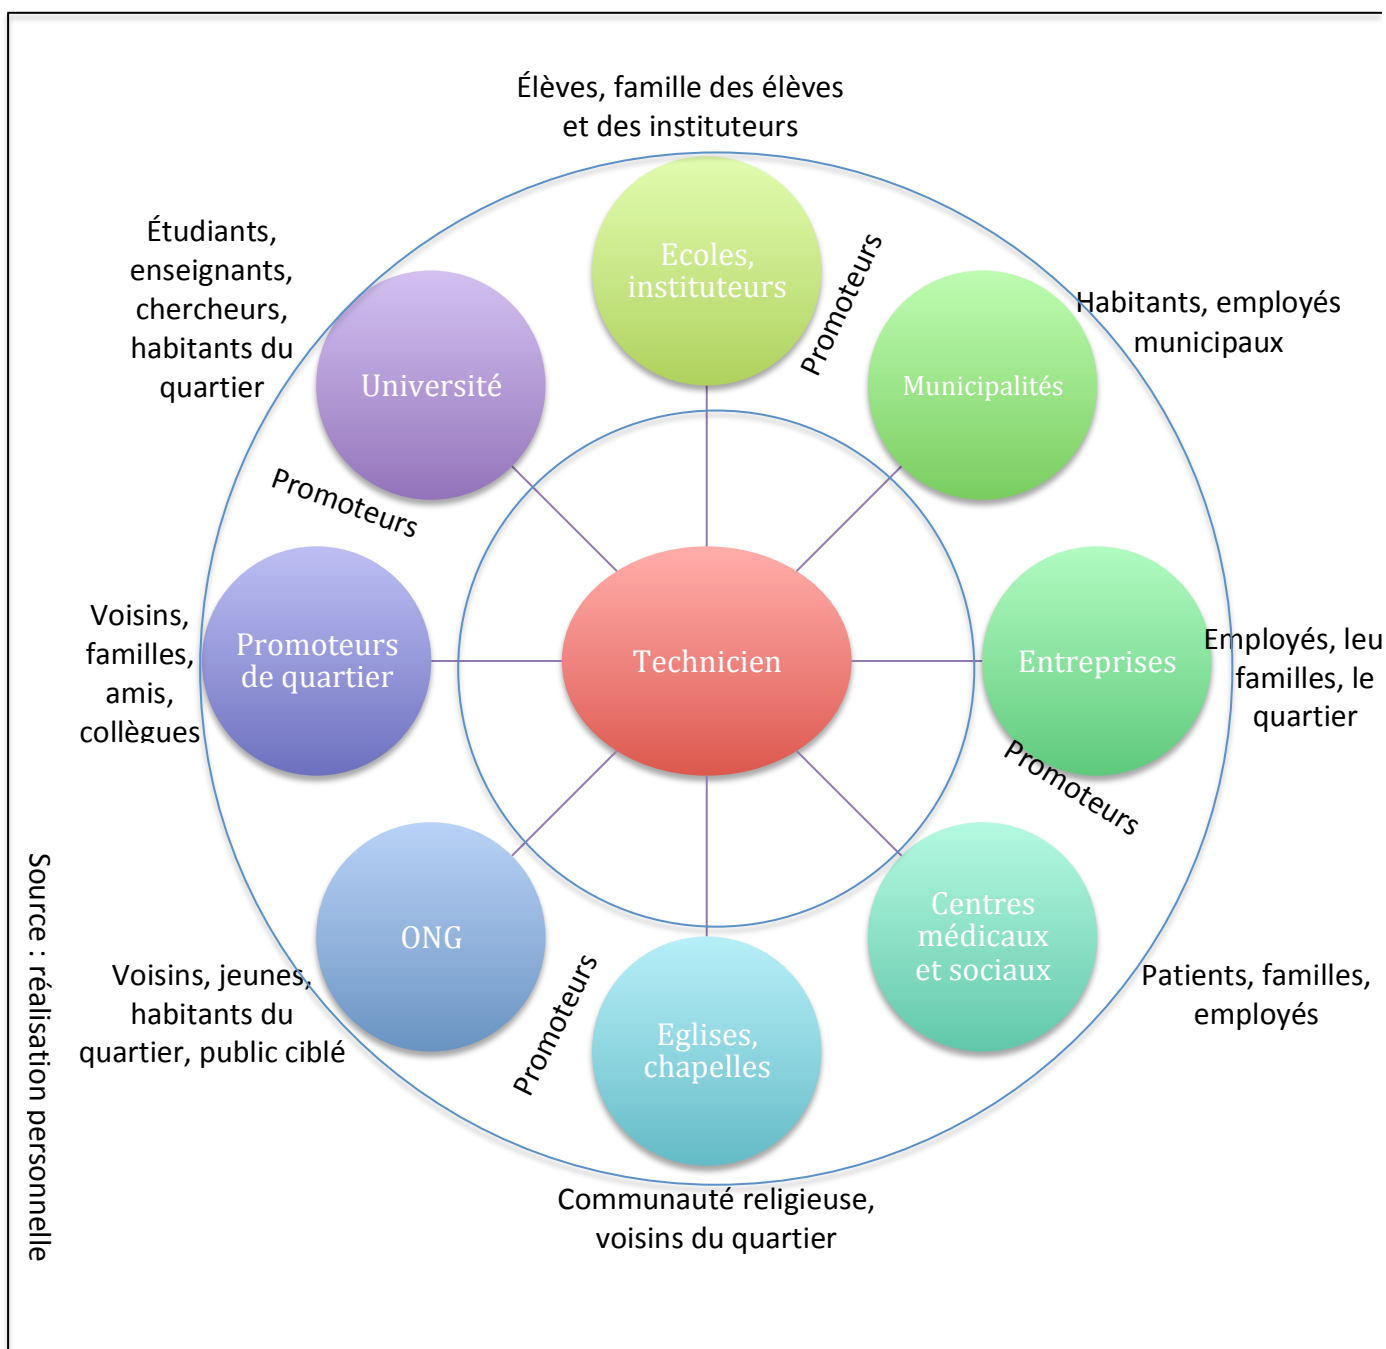 Élèves, famille des élèves
et des instituteurs
Étudiants,
enseignants,
chercheurs,
habitants du
quartier
Ecoles,
instituteurs
Promoteurs
Habitants, employés
municipaux
Université
Municipalités
Promoteurs
Voisins,
familles,
amis,
collègues
Promoteurs
de quartier
Technicien
Entreprises
Employés, leu
familles, le
quartier
Promoteurs
Source : réalisation personnelle
ONG
Voisins, jeunes,
habitants du
quartier, public ciblé
Promoteurs
Eglises,
chapelles
Centres
médicaux
et sociaux
Patients, familles,
employés
Communauté religieuse,
voisins du quartier